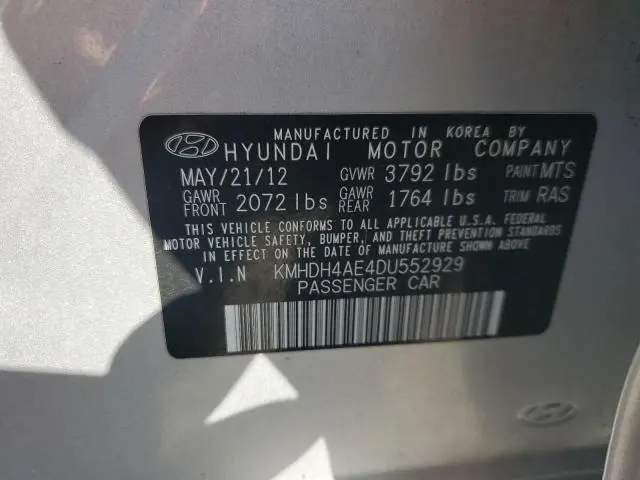 MANUFACTURED IN KOREA BY
HYUNDAI MOTOR COMPANY
MAY/21/12 GVWR 3792 lbs PAINT MTS
GAWR FRONT 2072 lbs GAWR REAR 1764 lbs TRIM RAS
THIS VEHICLE CONFORMS TO ALL APPLICABLE U.S.A. FEDERAL
MOTOR VEHICLE SAFETY, BUMPER, AND THEFT PREVENTION STANDARDS
IN EFFECT ON THE DATE OF MANUFACTURE SHOWN ABOVE.
V.I.N KMHDH4AE4DU552929
PASSENGER CAR